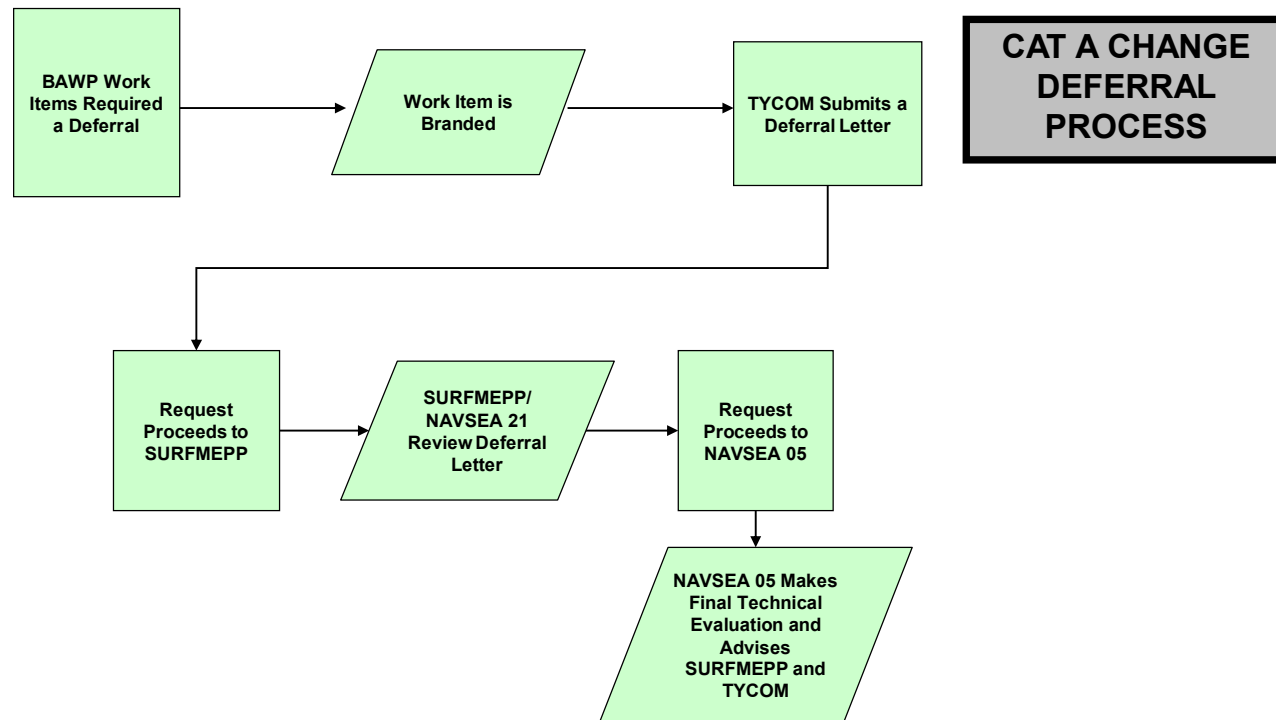 BAWP Work
Items Required
a Deferral
Work Item is
Branded
TYCOM Submits a
Deferral Letter
CAT A CHANGE
DEFERRAL
PROCESS
Request
Proceeds to
SURFMEPP
SURFMEPP/
NAVSEA 21
Review Deferral
Letter
Request
Proceeds to
NAVSEA 05
NAVSEA 05 Makes
Final Technical
Evaluation and
Advises
SURFMEPP and
TYCOM